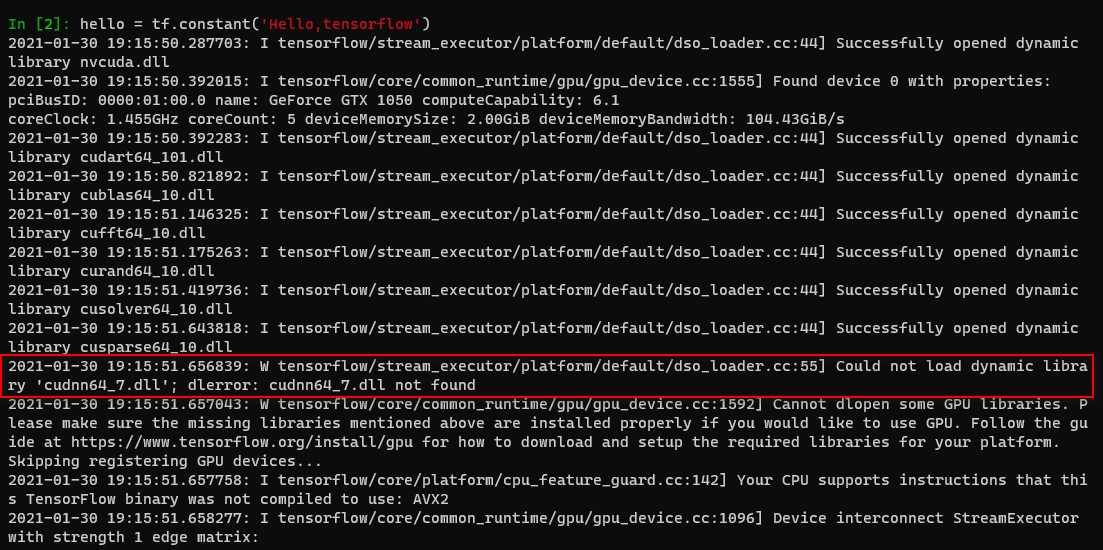 In [2]: hello = tf.constant('Hello,tensorflow')
2021-01-30 19:15:50.287703: I tensorflow/stream_executor/platform/default/dso_loader.cc:44] Successfully opened dynamic
library nvcuda.dll
2021-01-30 19:15:50.392015: I tensorflow/core/common_runtime/gpu/gpu_device.cc:1555] Found device 0 with properties:
pciBusID: 0000:01:00.0 name: GeForce GTX 1050 computeCapability: 6.1
coreClock: 1.455GHz coreCount: 5 deviceMemorySize: 2.00GiB deviceMemoryBandwidth: 104.43GiB/s
2021-01-30 19:15:50.392283: I tensorflow/stream_executor/platform/default/dso_loader.cc:44] Successfully opened dynamic
library cudart64_101.dll
2021-01-30 19:15:50.821892: I tensorflow/stream_executor/platform/default/dso_loader.cc:44] Successfully opened dynamic
library cublas64_10.dll
2021-01-30 19:15:51.146325: I tensorflow/stream_executor/platform/default/dso_loader.cc:44] Successfully opened dynamic
library cufft64_10.dll
2021-01-30 19:15:51.175263: I tensorflow/stream_executor/platform/default/dso_loader.cc:44] Successfully opened dynamic
library curand64_10.dll
2021-01-30 19:15:51.419736: I tensorflow/stream_executor/platform/default/dso_loader.cc:44] Successfully opened dynamic
library cusolver64_10.dll
2021-01-30 19:15:51.643818: I tensorflow/stream_executor/platform/default/dso_loader.cc:44] Successfully opened dynamic
library cusparse64_10.dll
2021-01-30 19:15:51.656839: W tensorflow/stream_executor/platform/default/dso_loader.cc:55] Could not load dynamic libra
ry 'cudnn64_7.dll'; dlerror: cudnn64_7.dll not found
2021-01-30 19:15:51.657043: W tensorflow/core/common_runtime/gpu/gpu_device.cc:1592] Cannot dlopen some GPU libraries. P
lease make sure the missing libraries mentioned above are installed properly if you would like to use GPU. Follow the gu
ide at https://www.tensorflow.org/install/gpu for how to download and setup the required libraries for your platform.
Skipping registering GPU devices...
2021-01-30 19:15:51.657758: I tensorflow/core/platform/cpu_feature_guard.cc:142] Your CPU supports instructions that thi
s TensorFlow binary was not compiled to use: AVX2
2021-01-30 19:15:51.658277: I tensorflow/core/common_runtime/gpu/gpu_device.cc:1096] Device interconnect StreamExecutor
with strength 1 edge matrix: